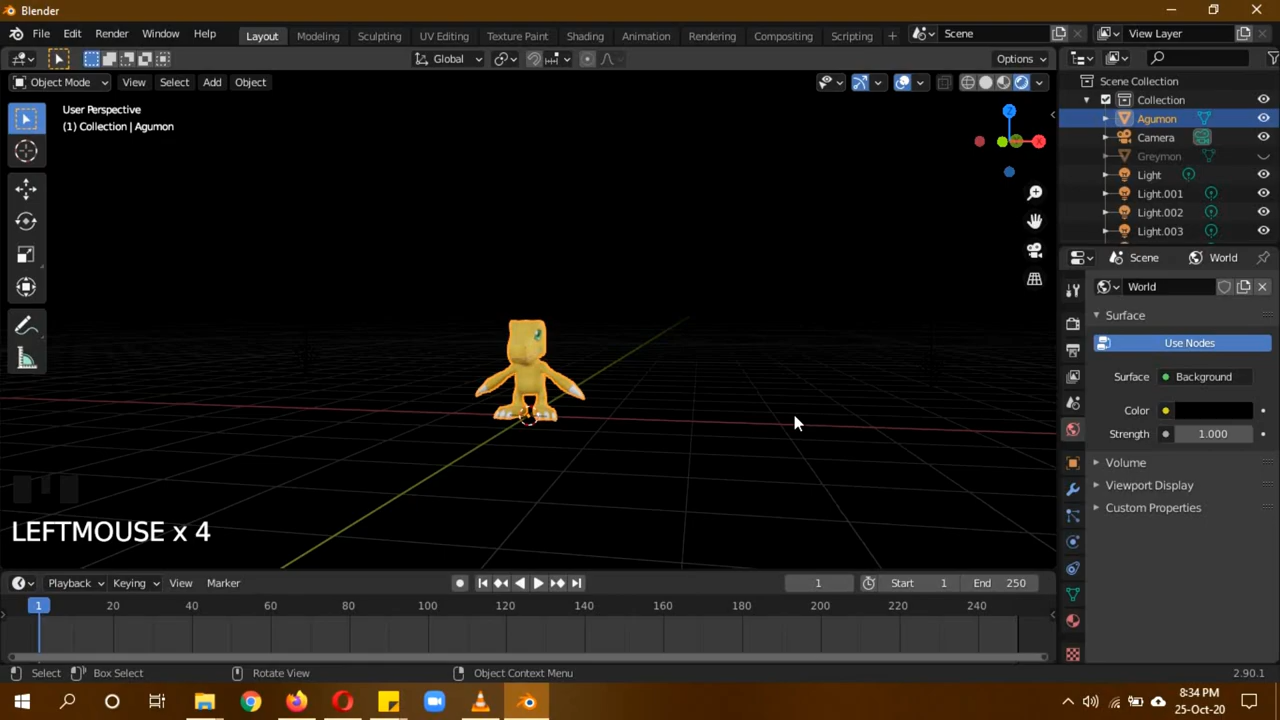 Blender
File Edit Render Window Help Layout Modeling Sculpting UV Editing Texture Paint Shading Animation Rendering Compositing Scripting Scene View Layer
Global Options
Object Mode View Select Add Object
Scene Collection
User Perspective
(1) Collection | Agumon
Collection
Agumon
Camera
Greymon
Light
Light.001
Light.002
Light.003
Scene World
World
Surface
Use Nodes
Surface Background
Color
Strength 1.000
Volume
Viewport Display
Custom Properties
Z
X
LEFTMOUSE x 4
Playback Keying View Marker 1 Start 1 End 250
1 20 40 60 80 100 120 140 160 180 200 220 240
Select Box Select Rotate View Object Context Menu 2.90.1
8:34 PM
25-Oct-20